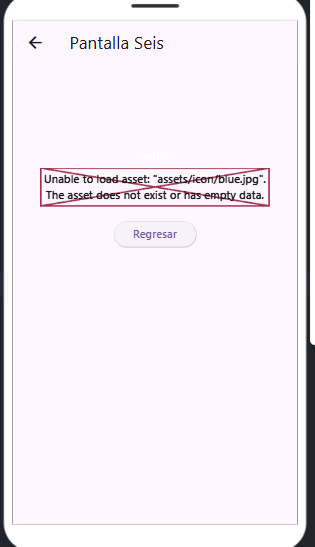 Pantalla Seis
Unable to load asset: "assets/icon/blue.jpg".
The asset does not exist or has empty data.
Regresar